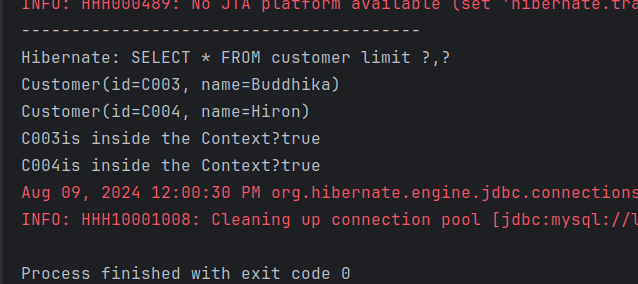 INFO: HHH000489: No JTA platform available (set 'hibernate.tra
----------------------------------------
Hibernate: SELECT * FROM customer limit ?,?
Customer(id=C003, name=Buddhika)
Customer(id=C004, name=Hiron)
C003is inside the Context?true
C004is inside the Context?true
Aug 09, 2024 12:00:30 PM org.hibernate.engine.jdbc.connections
INFO: HHH10001008: Cleaning up connection pool [jdbc:mysql://l
Process finished with exit code 0